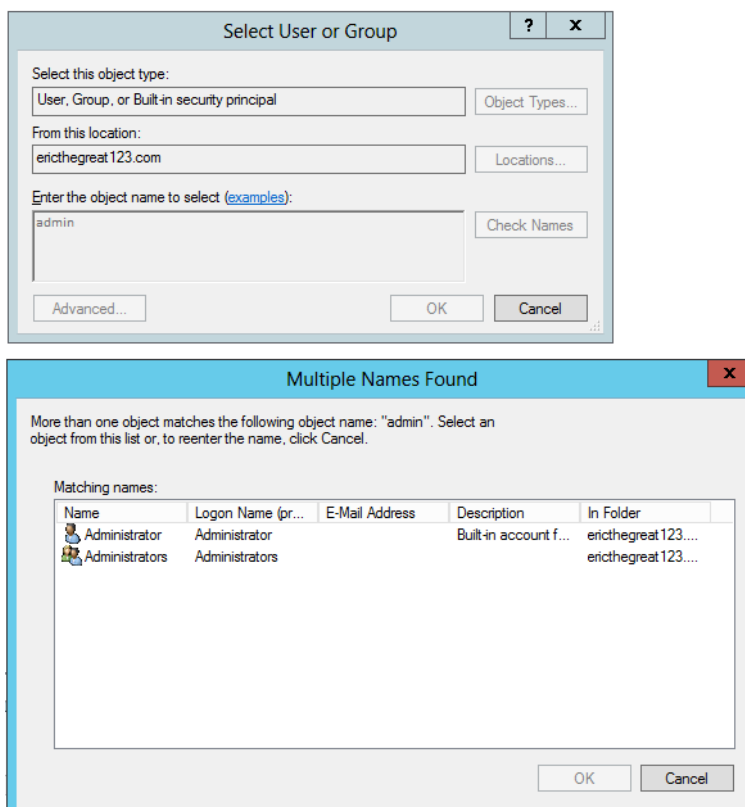 Select User or Group
? x
Select this object type:
User, Group, or Built-in security principal
Object Types...
From this location:
ericthegreat123.com
Locations...
Enter the object name to select (examples):
admin
Check Names
Advanced...
OK
Cancel
Multiple Names Found
x
More than one object matches the following object name: "admin". Select an
object from this list or, to reenter the name, click Cancel.
Matching names:
Name Logon Name (pr... E-Mail Address Description In Folder
Administrator Administrator Built-in account f... ericthegreat123....
Administrators Administrators ericthegreat123....
OK
Cancel